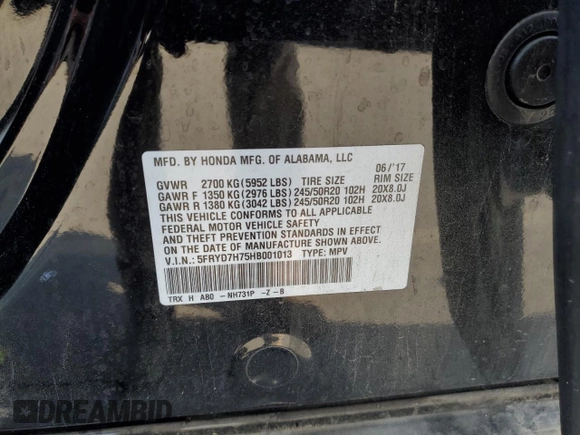 MFD. BY HONDA MFG. OF ALABAMA, LLC 06/'17
GVWR 2700 KG (5952 LBS) TIRE SIZE RIM SIZE
GAWR F 1350 KG (2976 LBS) 245/50R20 102H 20X8.0J
GAWR R 1380 KG (3042 LBS) 245/50R20 102H 20X8.0J
THIS VEHICLE CONFORMS TO ALL APPLICABLE
FEDERAL MOTOR VEHICLE SAFETY, BUMPER,
AND THEFT PREVENTION STANDARDS IN EFFECT
ON THE DATE OF MANUFACTURE SHOWN ABOVE.
V.I.N.: 5FRYD7H75HB001013 TYPE: MPV
TRX H AB0 -NH731P -Z -B
DREAMBID